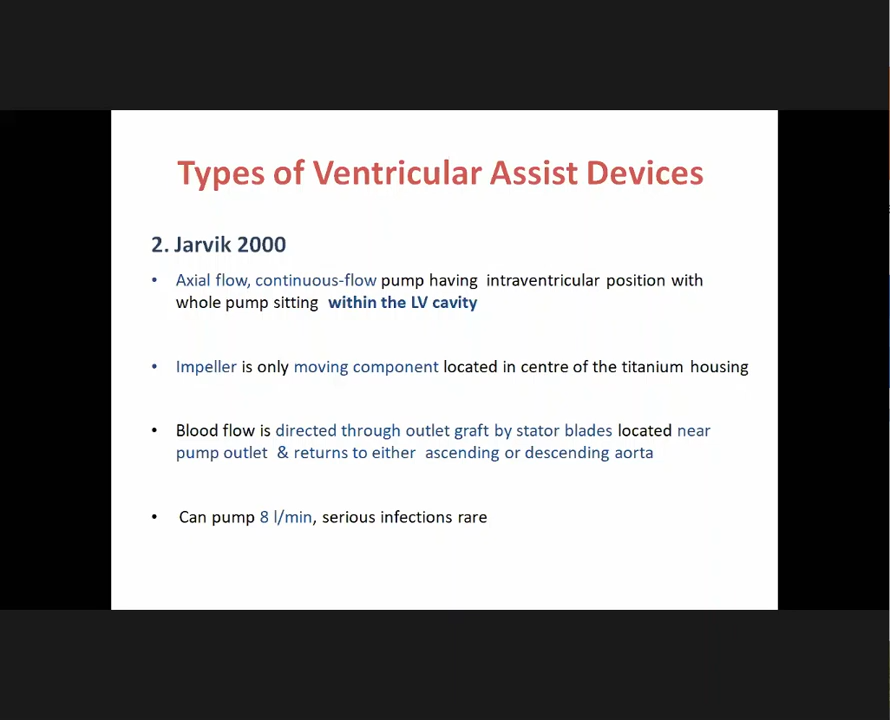 Types of Ventricular Assist Devices
2. Jarvik 2000
• Axial flow, continuous-flow pump having intraventricular position with
whole pump sitting within the LV cavity
• Impeller is only moving component located in centre of the titanium housing
• Blood flow is directed through outlet graft by stator blades located near
pump outlet & returns to either ascending or descending aorta
• Can pump 8 l/min, serious infections rare